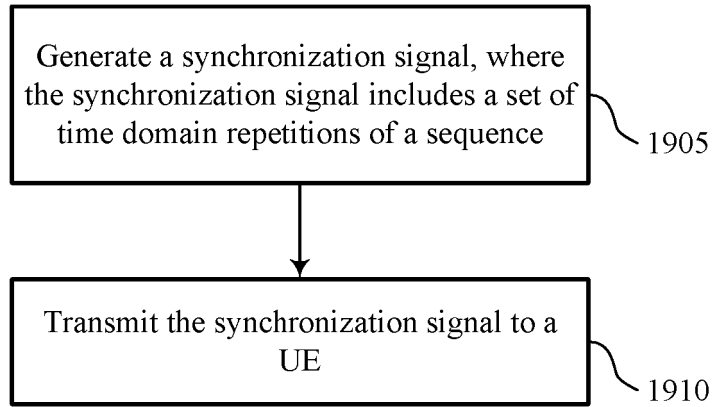 Generate a synchronization signal, where
the synchronization signal includes a set of
time domain repetitions of a sequence
1905
Transmit the synchronization signal to a
UE
1910